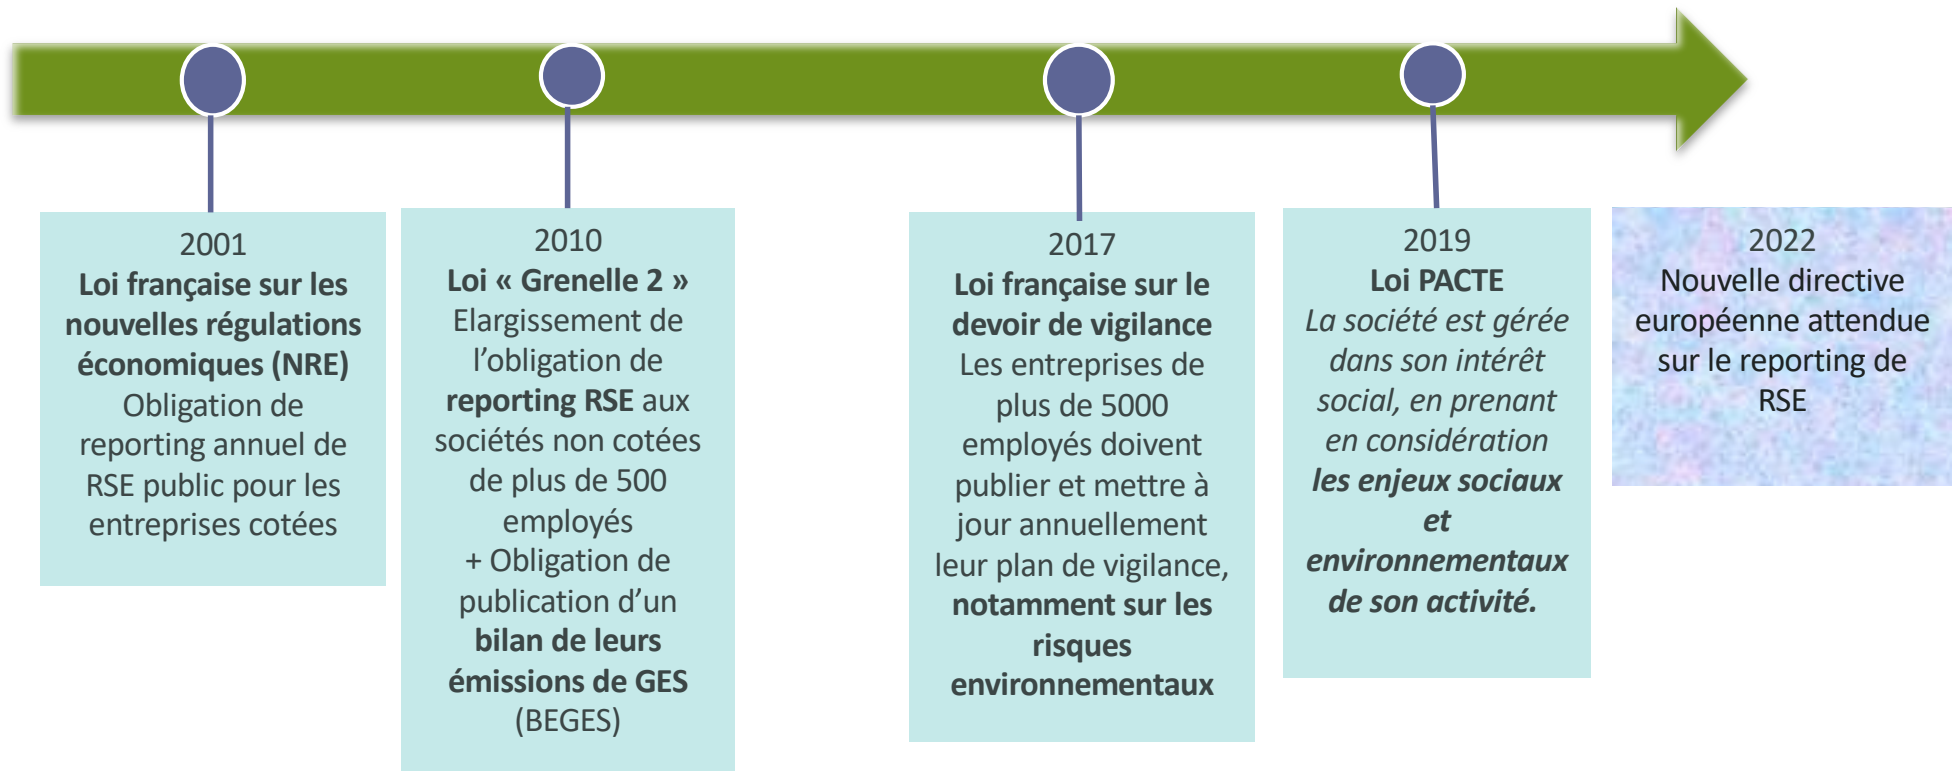 2001
Loi française sur les
nouvelles régulations
économiques (NRE)
Obligation de
reporting annuel de
RSE public pour les
entreprises cotées
2010
Loi « Grenelle 2 »
Elargissement de
l’obligation de
reporting RSE aux
sociétés non cotées
de plus de 500
employés
+ Obligation de
publication d’un
bilan de leurs
émissions de GES
(BEGES)
2017
Loi française sur le
devoir de vigilance
Les entreprises de
plus de 5000
employés doivent
publier et mettre à
jour annuellement
leur plan de vigilance,
notamment sur les
risques
environnementaux
2019
Loi PACTE
La société est gérée
dans son intérêt
social, en prenant
en considération
les enjeux sociaux
et
environnementaux
de son activité.
2022
Nouvelle directive
européenne attendue
sur le reporting de
RSE